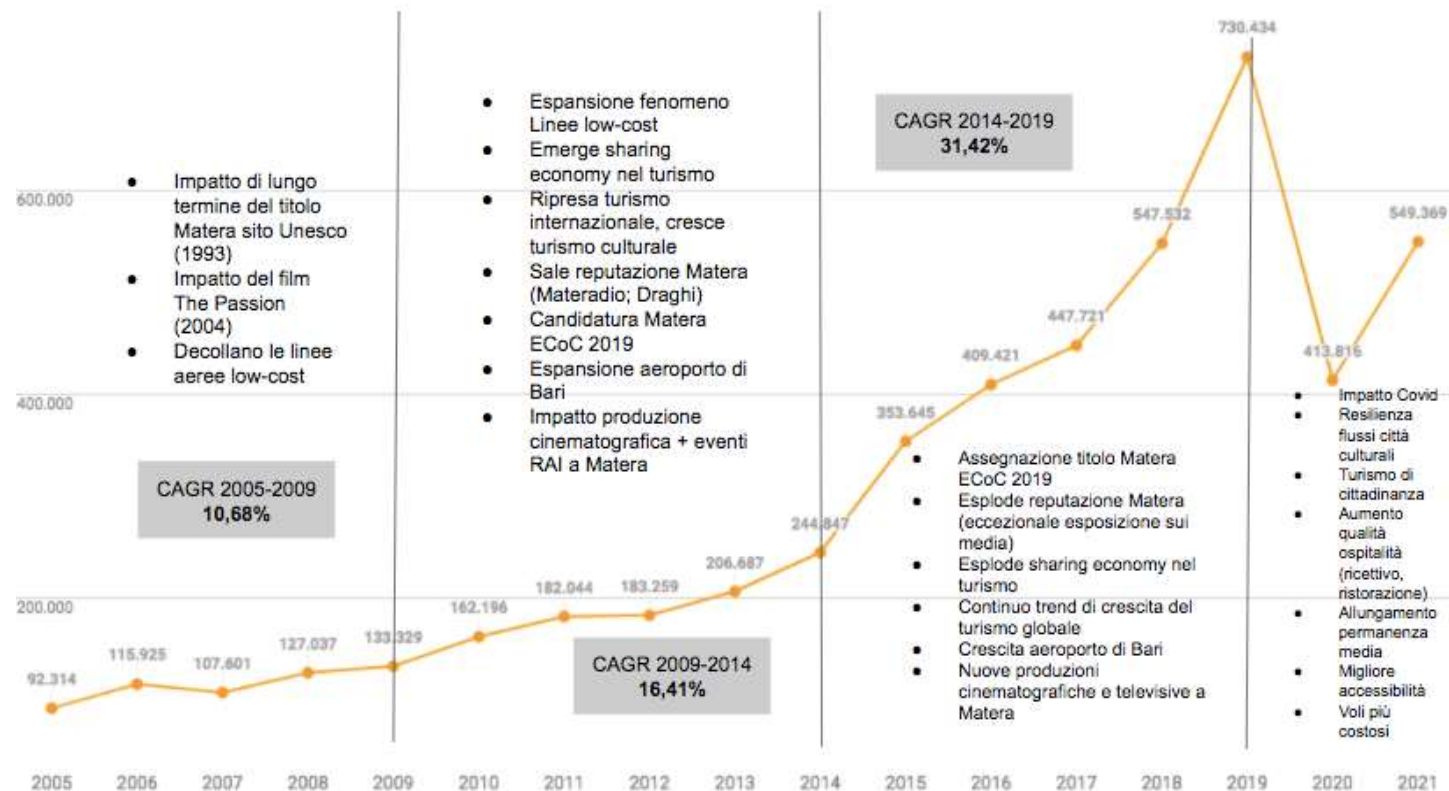 730.434
● Espansione fenomeno
Linee low-cost
● Emerge sharing
economy nel turismo
● Ripresa turismo
internazionale, cresce
turismo culturale
● Sale reputazione Matera
(Materadio; Draghi)
● Candidatura Matera
ECoC 2019
● Espansione aeroporto di
Bari
● Impatto produzione
cinematografica + eventi
RAI a Matera
CAGR 2014-2019
31,42%
600.000
● Impatto di lungo
termine del titolo
Matera sito Unesco
(1993)
● Impatto del film
The Passion
(2004)
● Decollano le linee
aeree low-cost
547.532
549.369
447.721
409.421
413.816
400.000
353.645
● Impatto Covid
● Resilienza
flussi città
culturali
● Turismo di
cittadinanza
● Aumento
qualità
ospitalità
(ricettivo,
ristorazione)
● Allungamento
permanenza
media
● Migliore
accessibilità
● Voli più
costosi
● Assegnazione titolo Matera
ECoC 2019
● Esplode reputazione Matera
(eccezionale esposizione sui
media)
● Esplode sharing economy nel
turismo
● Continuo trend di crescita del
turismo globale
● Crescita aeroporto di Bari
● Nuove produzioni
cinematografiche e televisive a
Matera
CAGR 2005-2009
10,68%
244.847
206.687
200.000
182.044
183.259
162.196
133.329
127.037
115.925
107.601
92.314
CAGR 2009-2014
16,41%
2005 2006 2007 2008 2009 2010 2011 2012 2013 2014 2015 2016 2017 2018 2019 2020 2021